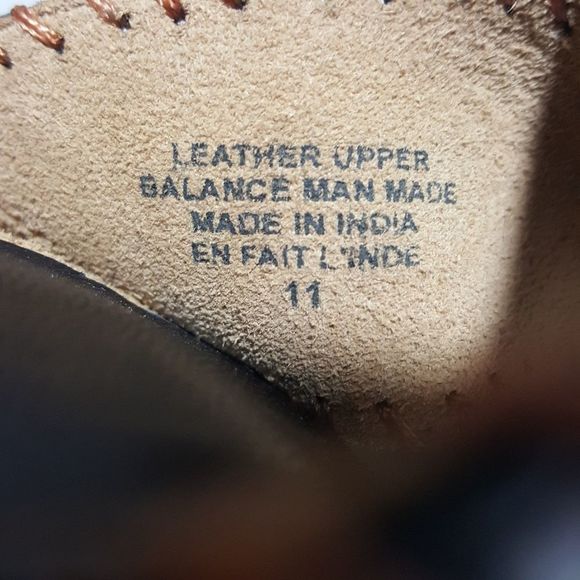 LEATHER UPPER
BALANCE MAN MADE
MADE IN INDIA
EN FAIT L'INDE
11